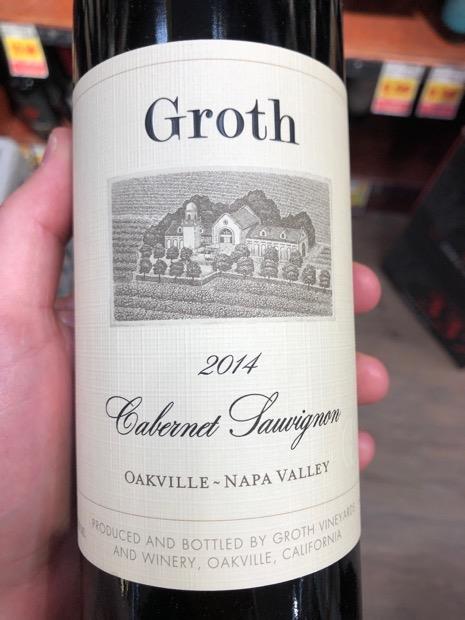 Groth
2014
Cabernet Sauvignon
OAKVILLE ~ NAPA VALLEY
PRODUCED AND BOTTLED BY GROTH VINEYARDS
AND WINERY, OAKVILLE, CALIFORNIA